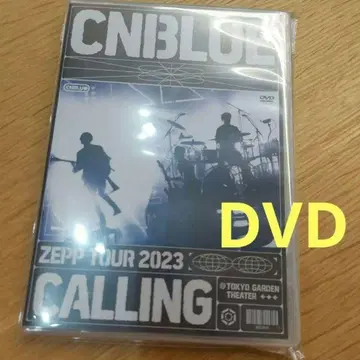 CNBLUE
CNBLUE
DVD
DVD
ZEPP TOUR 2023
CALLING
@TOKYO GARDEN
THEATER +++